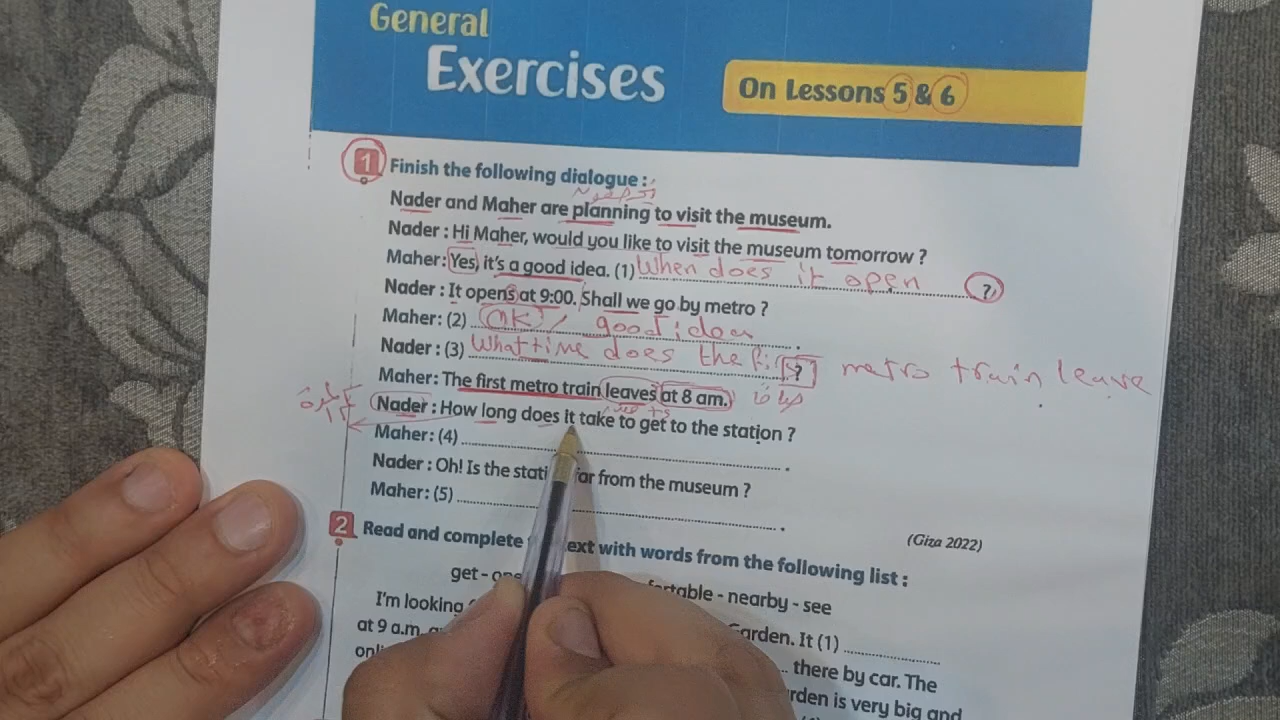 General
Exercises
On Lessons 5 & 6
1 Finish the following dialogue :
Nader and Maher are planning to visit the museum.
Nader : Hi Maher, would you like to visit the museum tomorrow ?
Maher: Yes, it's a good idea. (1) When does it open ?
Nader : It opens at 9:00. Shall we go by metro ?
Maher: (2) OK, good idea.
Nader : (3) What time does the metro train leave ?
Maher: The first metro train leaves at 8 am.
Nader : How long does it take to get to the station ?
Maher: (4)
Nader : Oh! Is the stati far from the museum ?
Maher: (5)
(Giza 2022)
2 Read and complete text with words from the following list :
get - nearby - see
I'm looking Garden. It (1)
at 9 a.m. there by car. The
is very big and